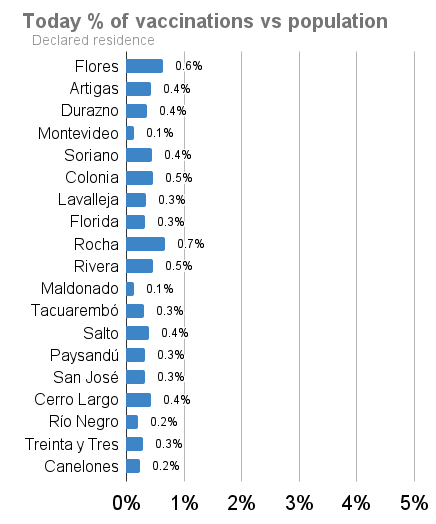 Today % of vaccinations vs population
Declared residence
Flores 0.6%
Artigas 0.4%
Durazno 0.4%
Montevideo 0.1%
Soriano 0.4%
Colonia 0.5%
Lavalleja 0.3%
Florida 0.3%
Rocha 0.7%
Rivera 0.5%
Maldonado 0.1%
Tacuarembó 0.3%
Salto 0.4%
Paysandú 0.3%
San José 0.3%
Cerro Largo 0.4%
Río Negro 0.2%
Treinta y Tres 0.3%
Canelones 0.2%
0% 1% 2% 3% 4% 5%